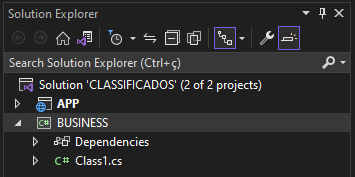 Solution Explorer
Search Solution Explorer (Ctrl+ç)
Solution 'CLASSIFICADOS' (2 of 2 projects)
APP
C# BUSINESS
Dependencies
C# Class1.cs